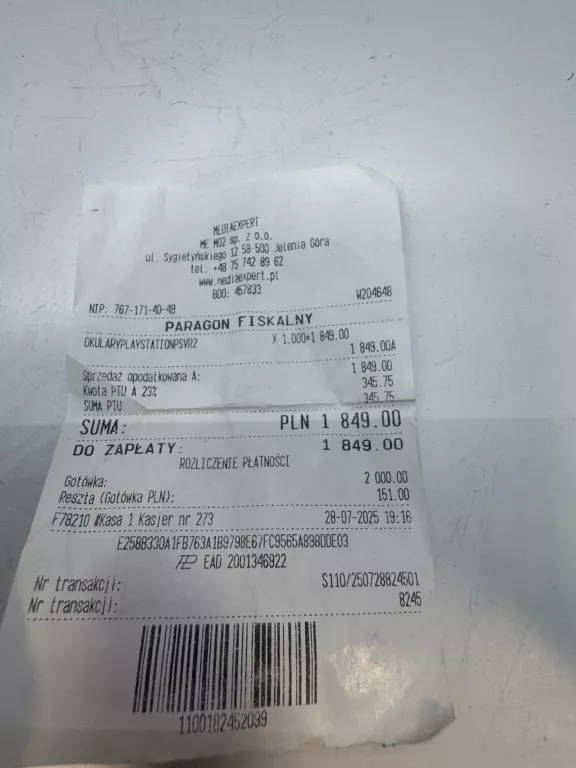 MEDIAEXPERT
ME M02 sp. z o.o.
ul. Sygietyńskiego 12 58-500 Jelenia Góra
tel. +48 75 742 89 62
www.mediaexpert.pl
BDO: 457833
NIP: 767-171-40-49 W204648
PARAGON FISKALNY
OKULARYPLAYSTATIONPSVR2 X 1.000*1 849.00
1 849.00A
Sprzedaż opodatkowana A: 1 849.00
Kwota PTU A 23% 345.75
SUMA PTU 345.75
SUMA: PLN 1 849.00
DO ZAPŁATY: 1 849.00
ROZLICZENIE PŁATNOŚCI
Gotówka: 2 000.00
Reszta (Gotówka PLN): 151.00
F78210 #Kasa 1 Kasjer nr 273 28-07-2025 19:16
E258B330A1FB763A1B9798E67FC9565A898DDE03
EAD 2001346922
Nr transakcji: S110/250728824501
Nr transakcji: 8245
1100182452099